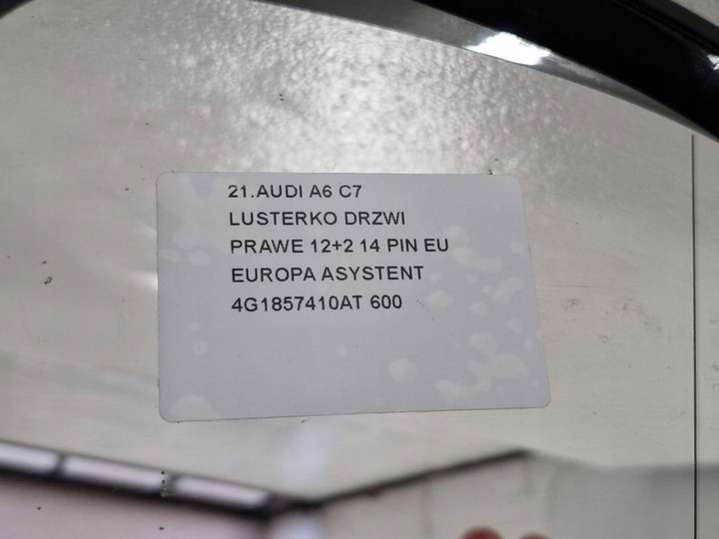 21.AUDI A6 C7
LUSTERKO DRZWI
PRAWE 12+2 14 PIN EU
EUROPA ASYSTENT
4G1857410AT 600